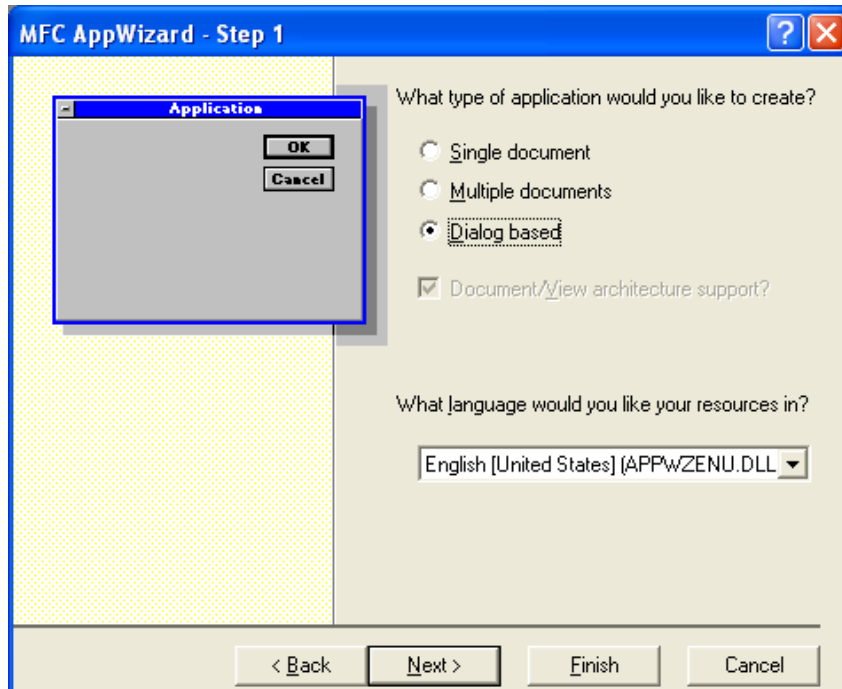 MFC AppWizard - Step 1
Application
OK
Cancel
What type of application would you like to create?
Single document
Multiple documents
Dialog based
Document/View architecture support?
What language would you like your resources in?
English [United States] (APPWZENU.DLL
< Back
Next >
Finish
Cancel